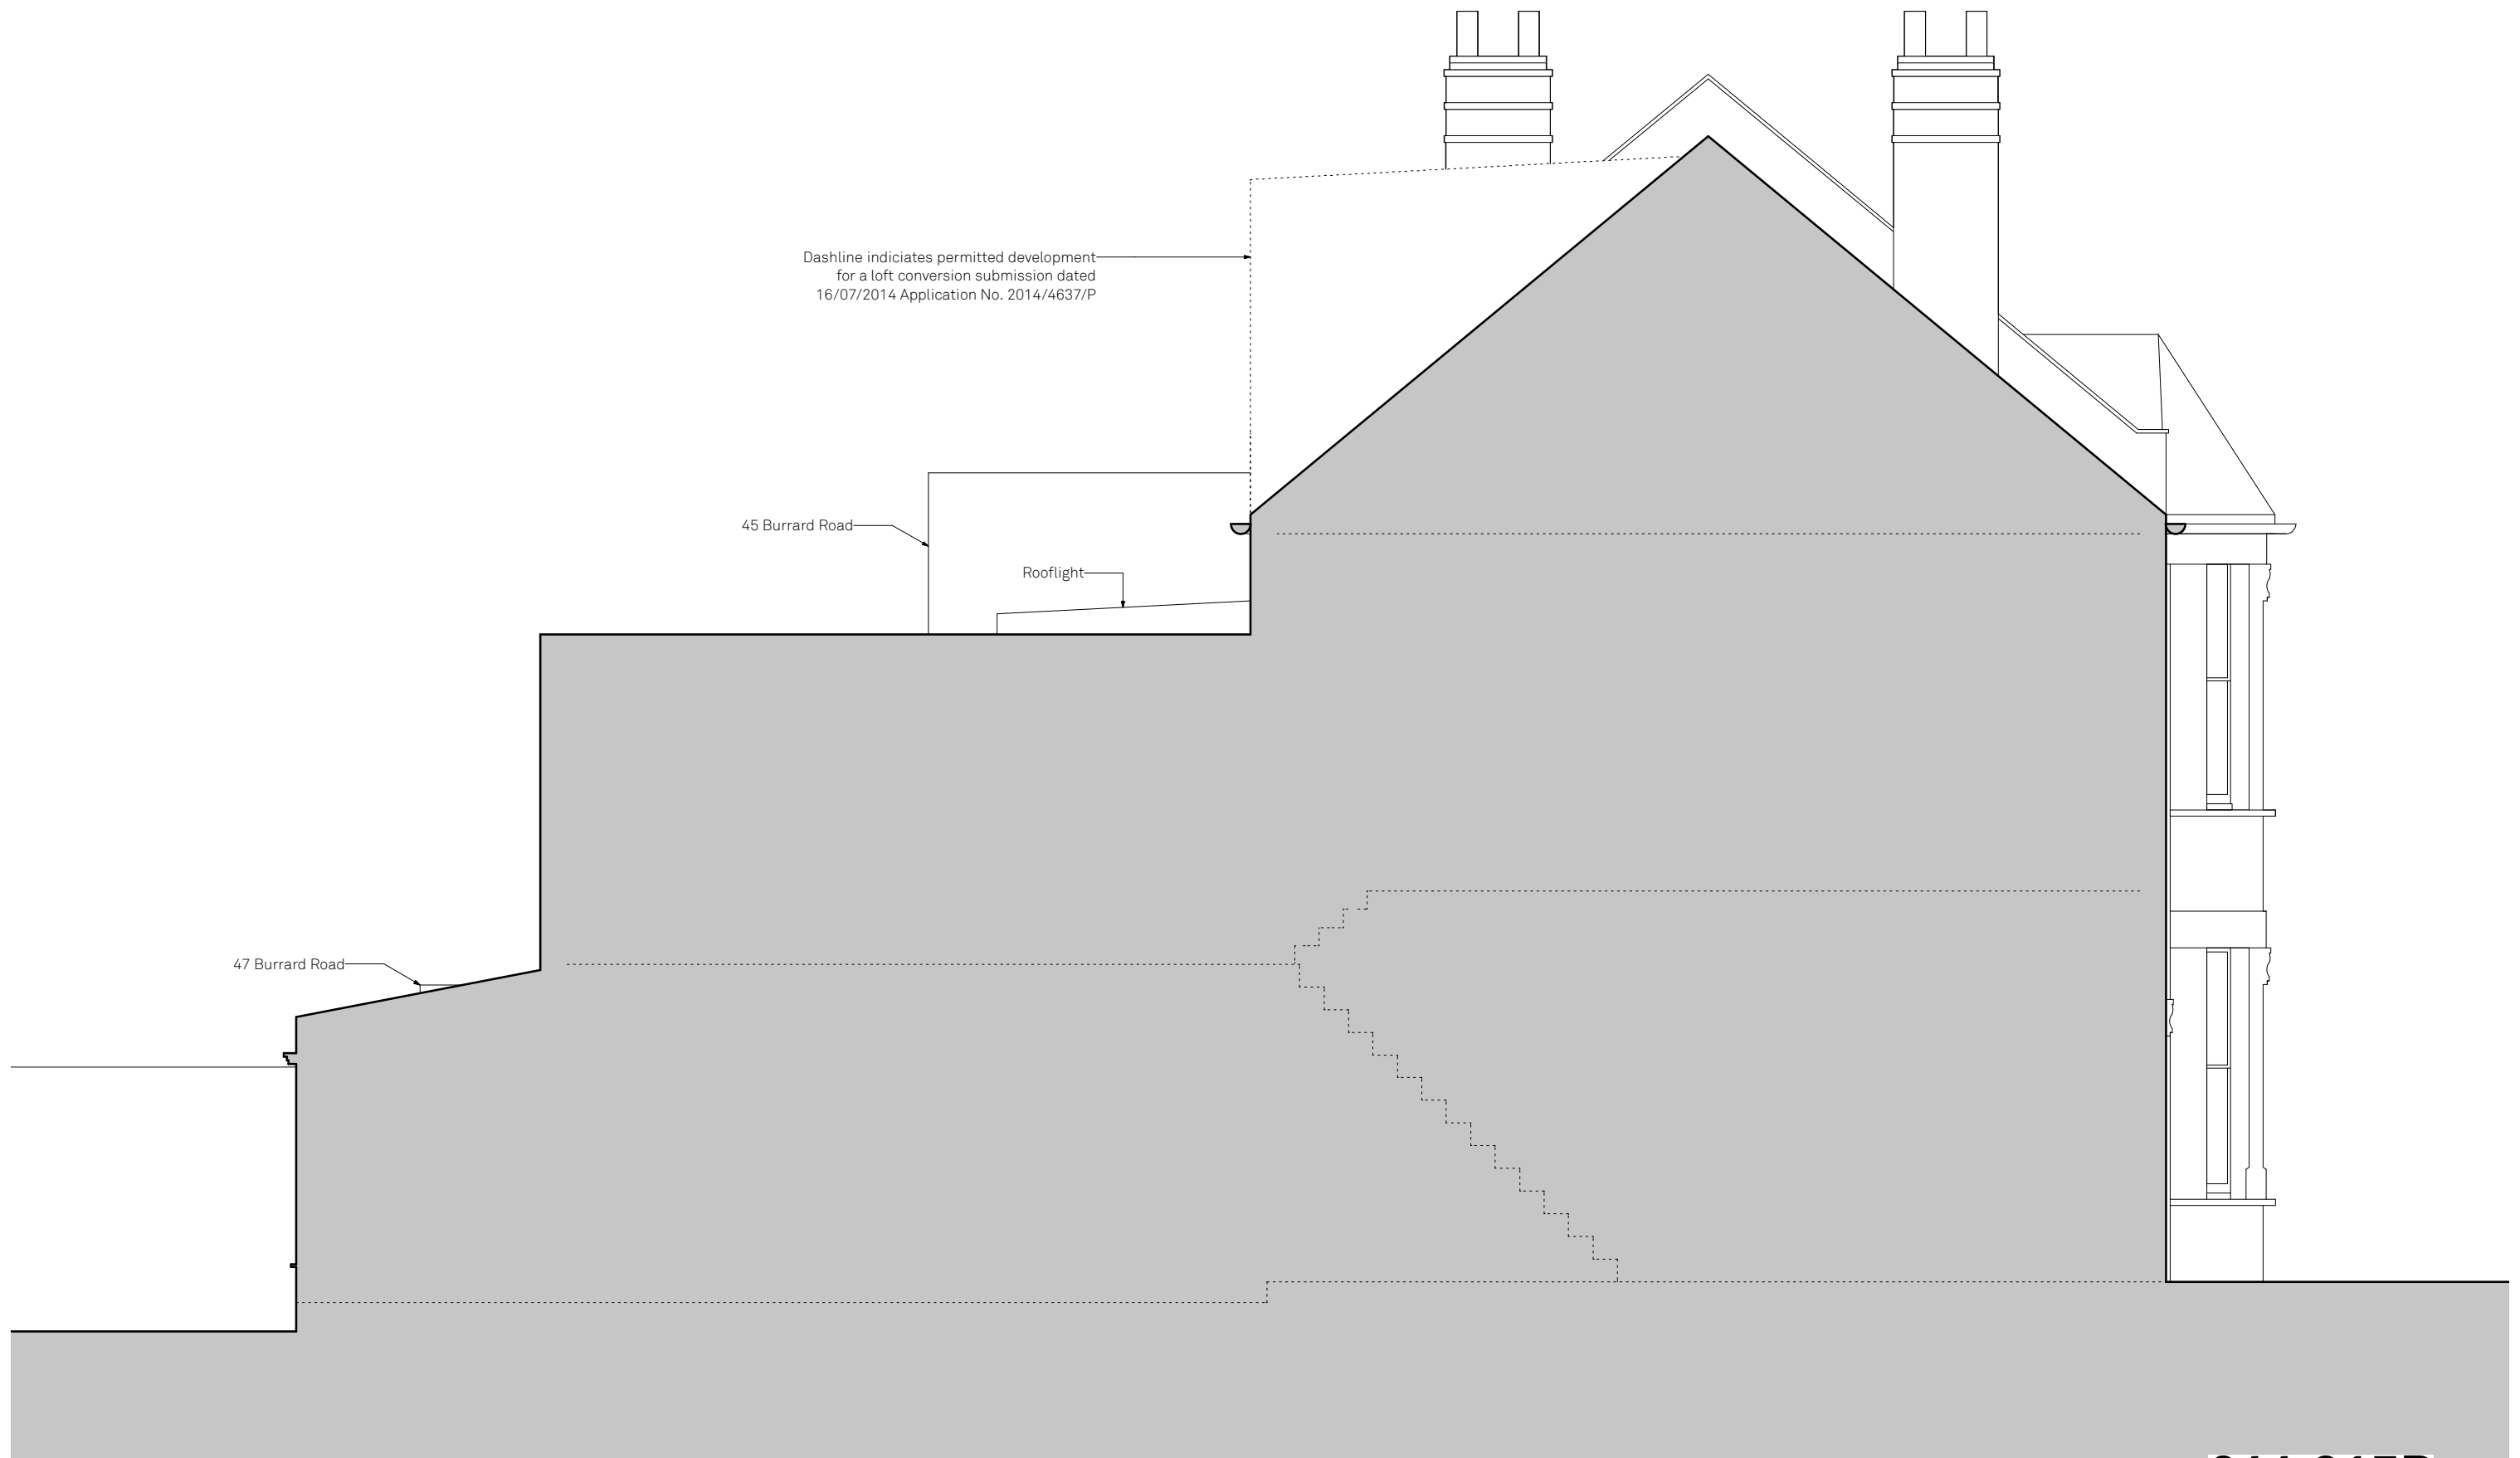 Dashline indiciates permitted development
for a loft conversion submission dated
16/07/2014 Application No. 2014/4637/P
45 Burrard Road
Rooflight
47 Burrard Road